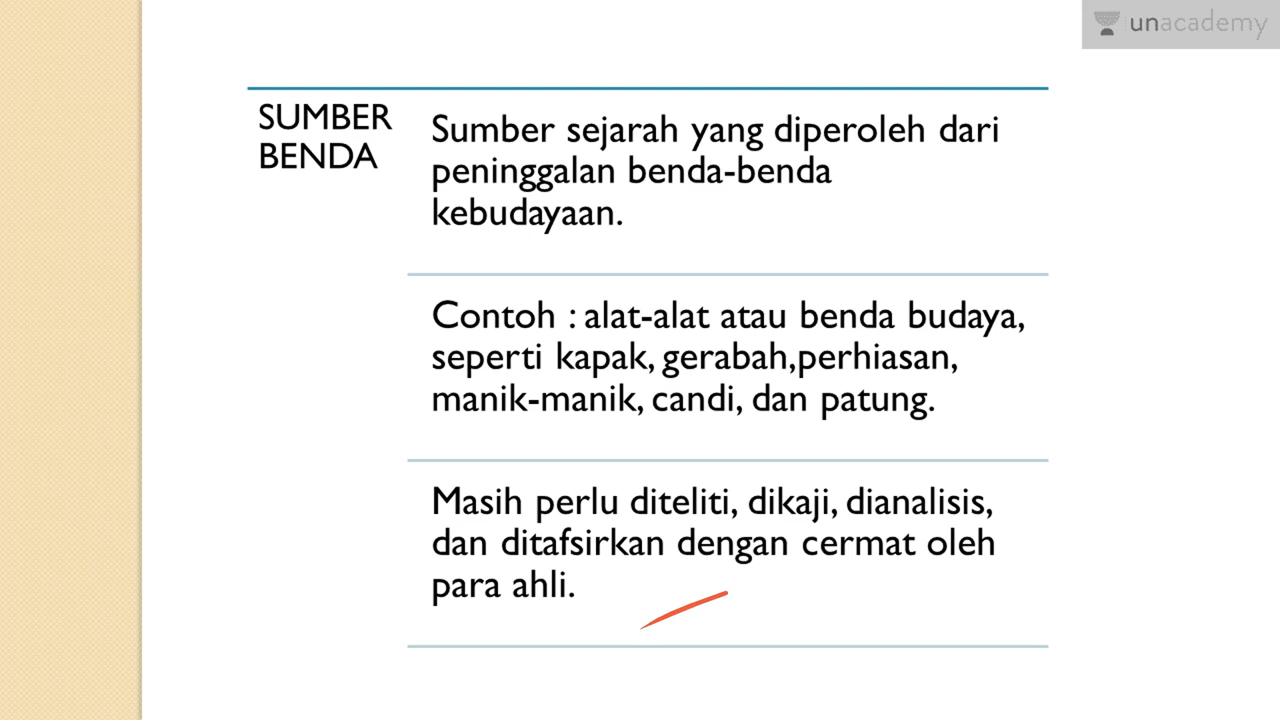 unacademy
SUMBER
BENDA
Sumber sejarah yang diperoleh dari
peninggalan benda-benda
kebudayaan.
Contoh : alat-alat atau benda budaya,
seperti kapak, gerabah,perhiasan,
manik-manik, candi, dan patung.
Masih perlu diteliti, dikaji, dianalisis,
dan ditafsirkan dengan cermat oleh
para ahli.